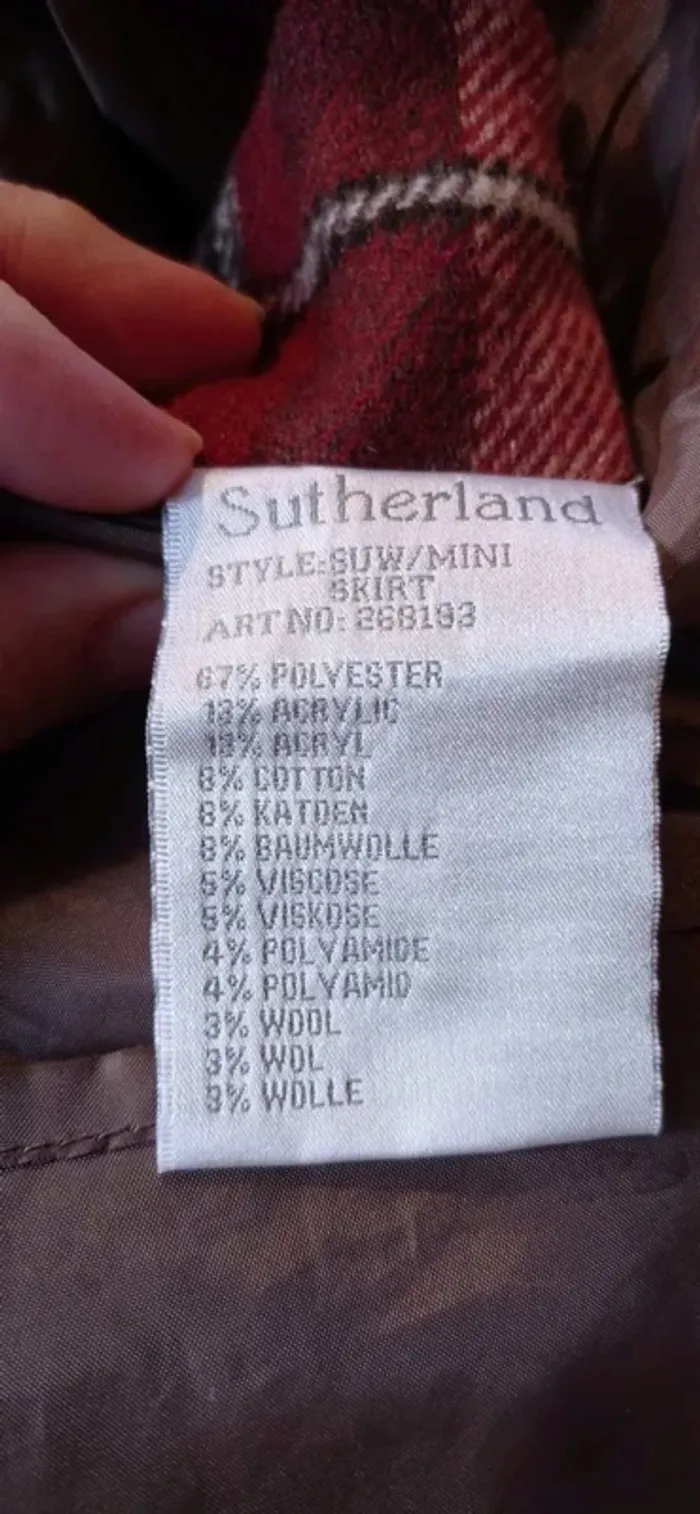 Sutherland
STYLE:SUW/MINI
SKIRT
ART NO: 268193
67% POLYESTER
13% ACRYLIC
13% ACRYL
8% COTTON
8% KATOEN
8% BAUMWOLLE
5% VISCOSE
5% VISKOSE
4% POLYAMIDE
4% POLYAMID
3% WOOL
3% WOL
3% WOLLE